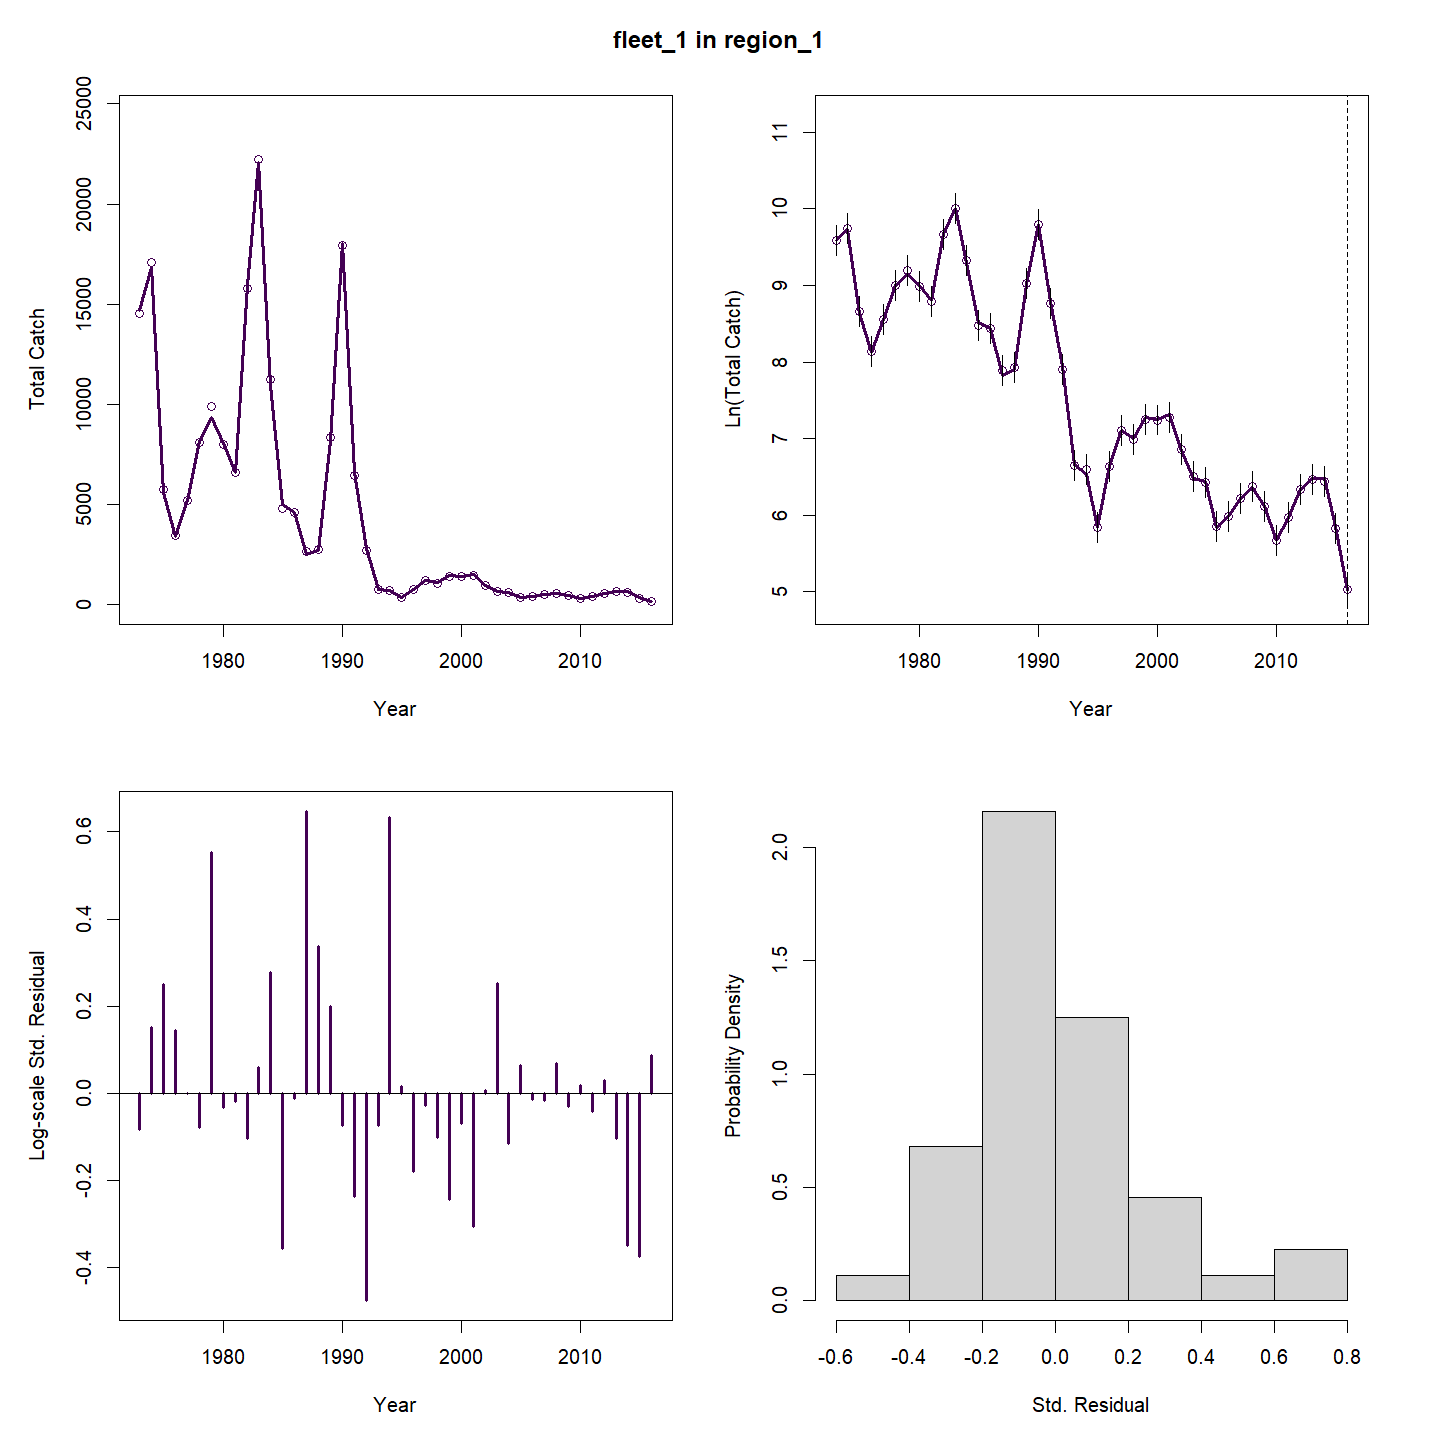 fleet_1 in region_1
Total Catch
25000
20000
15000
10000
5000
0
1980 1990 2000 2010
Year
Ln(Total Catch)
11
10
9
8
7
6
5
1980 1990 2000 2010
Year
Log-scale Std. Residual
0.6
0.4
0.2
0.0
-0.2
-0.4
1980 1990 2000 2010
Year
Probability Density
2.0
1.5
1.0
0.5
0.0
-0.6 -0.4 -0.2 0.0 0.2 0.4 0.6 0.8
Std. Residual